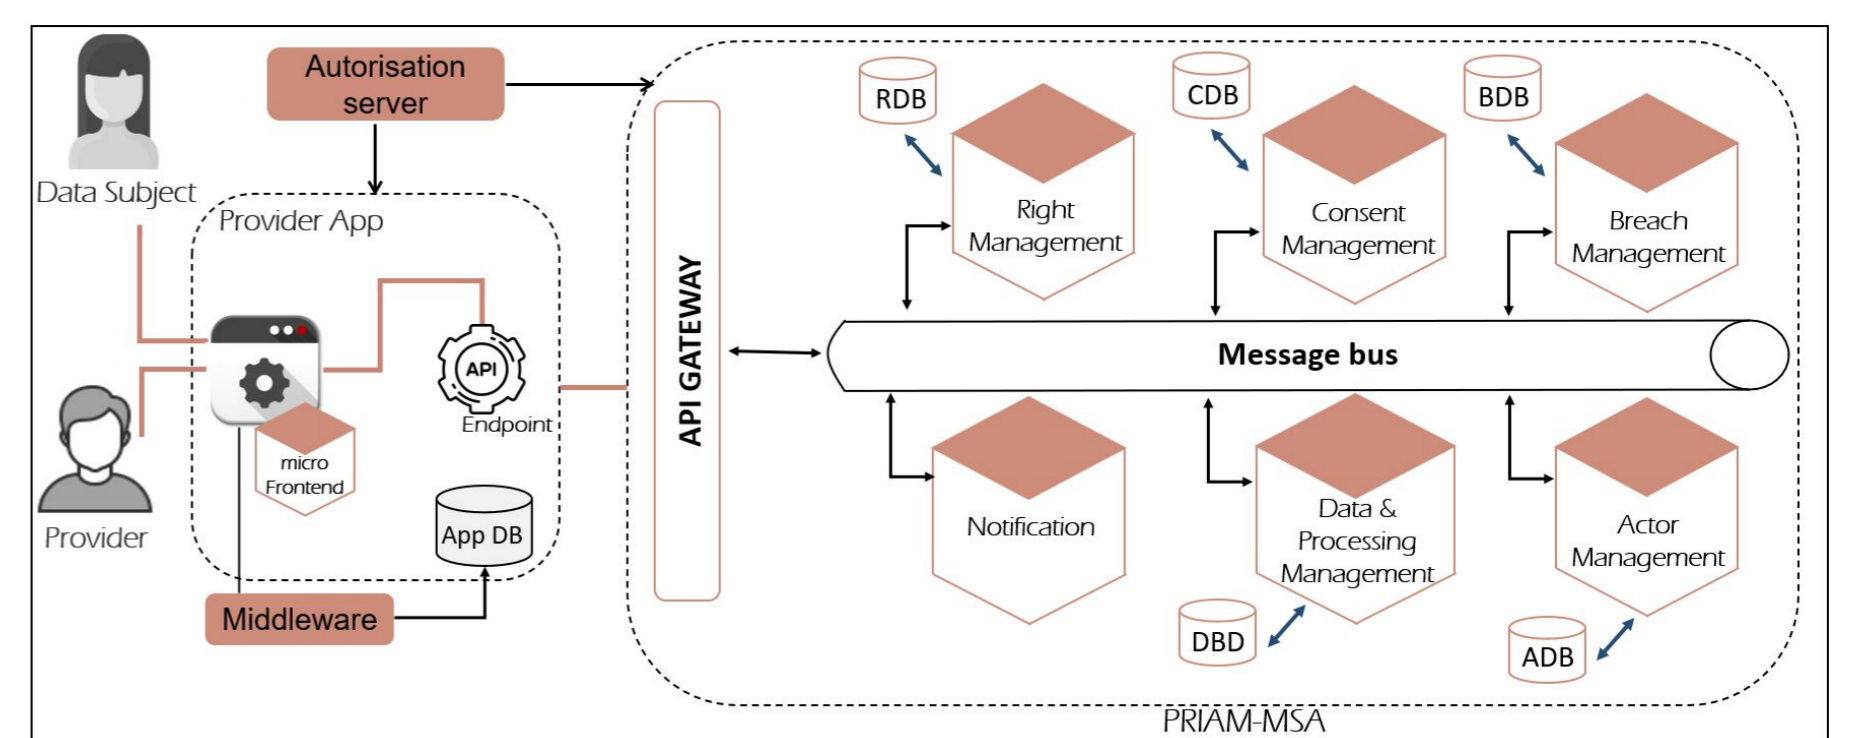 Autorisation
server
Data Subject
Provider App
API
Endpoint
micro
Frontend
Provider
App DB
Middleware
API GATEWAY
RDB
Right
Management
CDB
Consent
Management
BDB
Breach
Management
Message bus
Notification
Data &
Processing
Management
DBD
Actor
Management
ADB
PRIAM-MSA